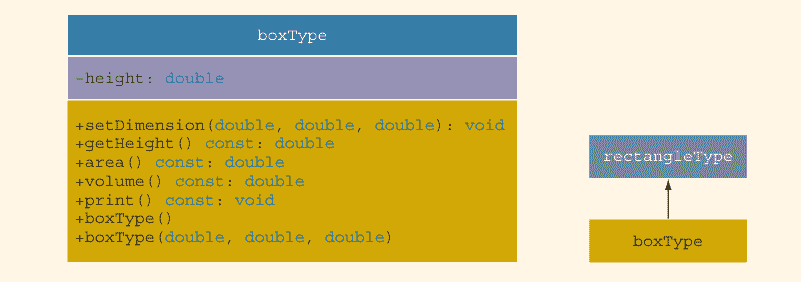 boxType
-height: double
+setDimension(double, double, double): void
+getHeight() const: double
+area() const: double
+volume() const: double
+print() const: void
+boxType()
+boxType(double, double, double)
rectangleType
boxType